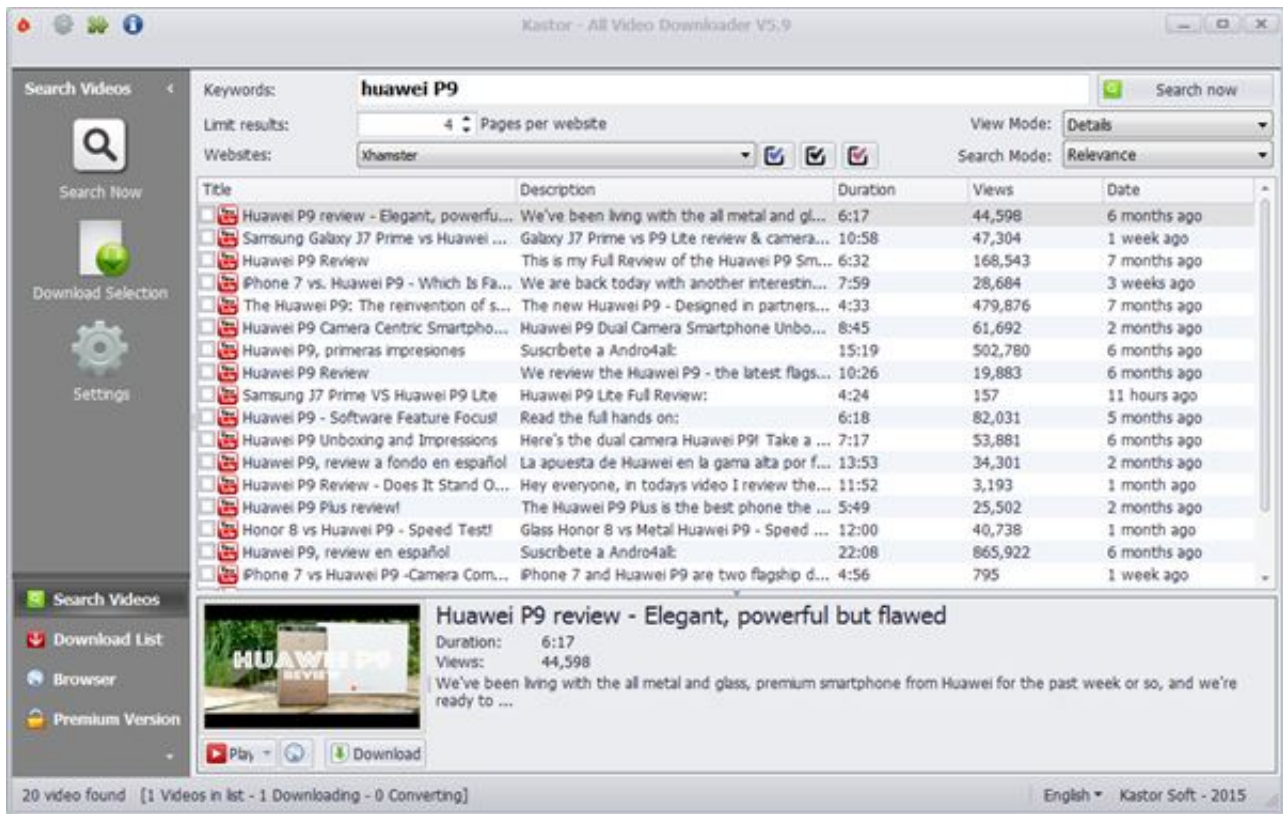 Kastor - All Video Downloader V5.9
Search Videos
Keywords: huawei P9 Search now
Limit results: 4 Pages per website View Mode: Details
Websites: Xhamster Search Mode: Relevance
Search Now
Download Selection
Settings
Title Description Duration Views Date
Huawei P9 review - Elegant, powerfu... We've been living with the all metal and gl... 6:17 44,598 6 months ago
Samsung Galaxy J7 Prime vs Huawei ... Galaxy J7 Prime vs P9 Lite review & camera... 10:58 47,304 1 week ago
Huawei P9 Review This is my Full Review of the Huawei P9 Sm... 6:32 168,543 7 months ago
iPhone 7 vs. Huawei P9 - Which Is Fa... We are back today with another interestin... 7:59 28,684 3 weeks ago
The Huawei P9: The reinvention of s... The new Huawei P9 - Designed in partners... 4:33 479,876 7 months ago
Huawei P9 Camera Centric Smartpho... Huawei P9 Dual Camera Smartphone Unbo... 8:45 61,692 2 months ago
Huawei P9, primeras impresiones Suscríbete a Andro4all: 15:19 502,780 6 months ago
Huawei P9 Review We review the Huawei P9 - the latest flags... 10:26 19,883 6 months ago
Samsung J7 Prime VS Huawei P9 Lite Huawei P9 Lite Full Review: 4:24 157 11 hours ago
Huawei P9 - Software Feature Focus! Read the full hands on: 6:18 82,031 5 months ago
Huawei P9 Unboxing and Impressions Here's the dual camera Huawei P9! Take a ... 7:17 53,881 6 months ago
Huawei P9, review a fondo en español La apuesta de Huawei en la gama alta por f... 13:53 34,301 2 months ago
Huawei P9 Review - Does It Stand O... Hey everyone, in todays video I review the... 11:52 3,193 1 month ago
Huawei P9 Plus review! The Huawei P9 Plus is the best phone the ... 5:49 25,502 2 months ago
Honor 8 vs Huawei P9 - Speed Test! Glass Honor 8 vs Metal Huawei P9 - Speed ... 12:00 40,738 1 month ago
Huawei P9, review en español Suscríbete a Andro4all: 22:08 865,922 6 months ago
iPhone 7 vs Huawei P9 -Camera Com... iPhone 7 and Huawei P9 are two flagship d... 4:56 795 1 week ago
Search Videos
Download List
Browser
Premium Version
HUAWEI P9
REVIEW
Huawei P9 review - Elegant, powerful but flawed
Duration: 6:17
Views: 44,598
We've been living with the all metal and glass, premium smartphone from Huawei for the past week or so, and we're
ready to ...
Play Download
20 video found [1 Videos in list - 1 Downloading - 0 Converting] English Kastor Soft - 2015